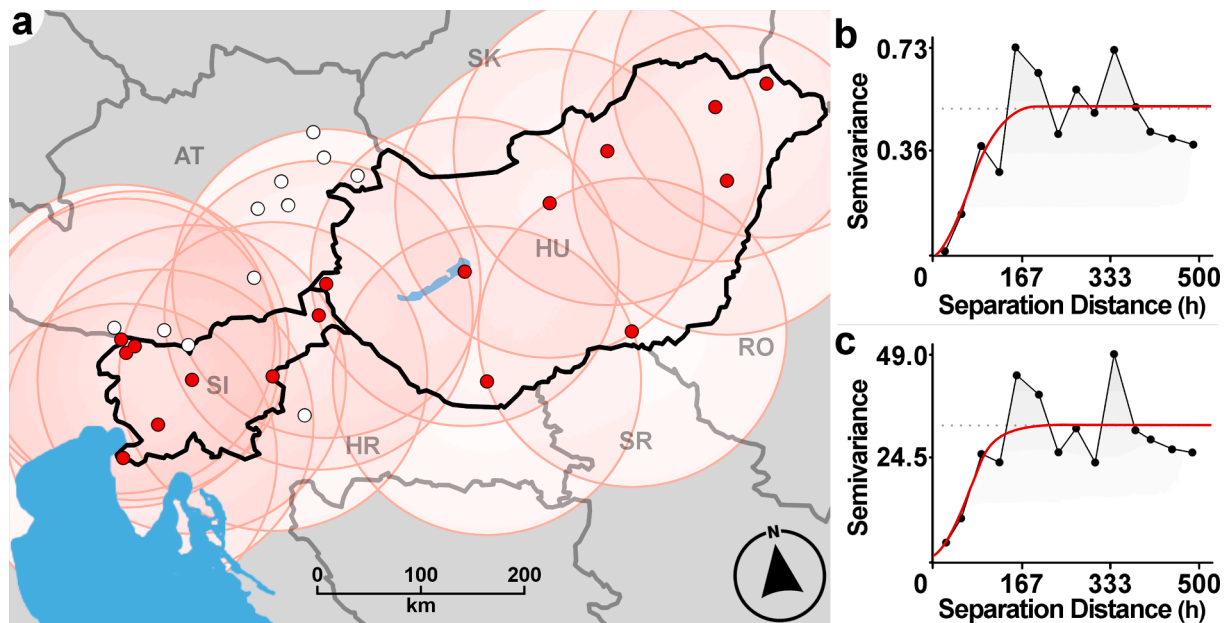 a
SK
AT
HU
SI
RO
HR
SR
N
0 100 200
km
b
0.73
0.36
Semivariance
0 167 333 500
Separation Distance (h)
c
49.0
24.5
Semivariance
0 167 333 500
Separation Distance (h)